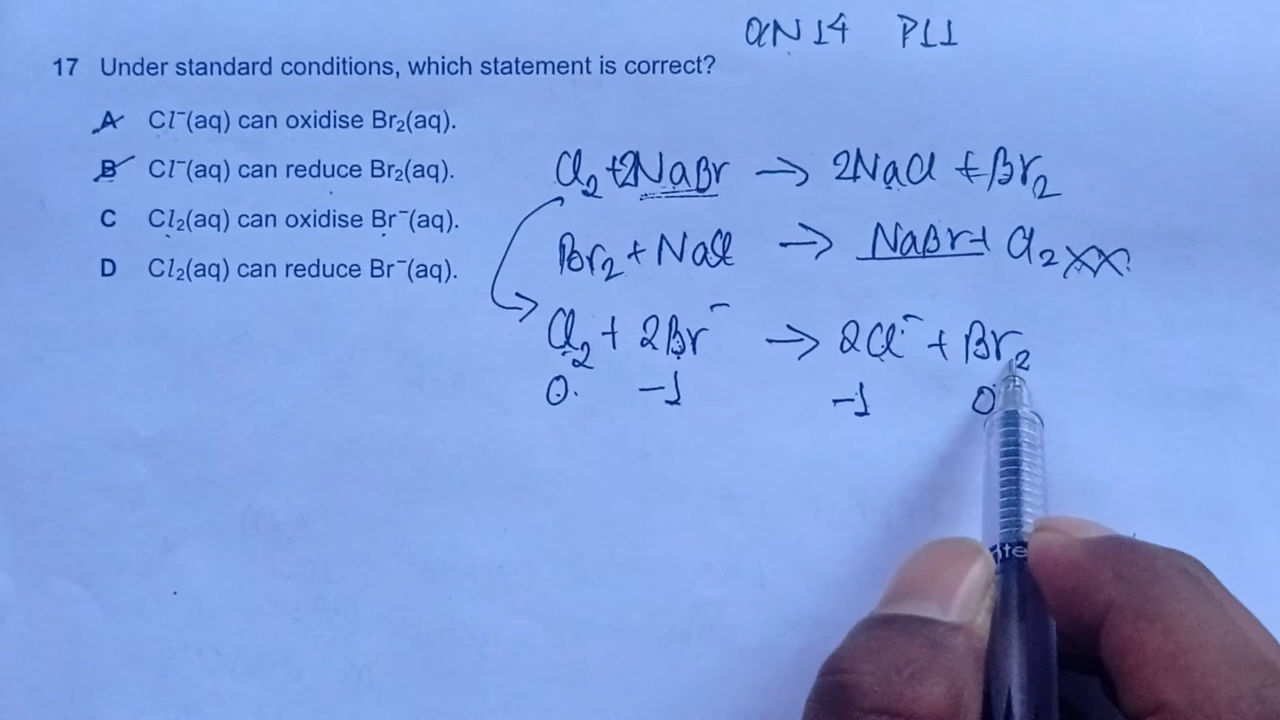 ON 14 P11
17 Under standard conditions, which statement is correct?
A Cl⁻(aq) can oxidise Br₂(aq).
B Cl⁻(aq) can reduce Br₂(aq).
C Cl₂(aq) can oxidise Br⁻(aq).
D Cl₂(aq) can reduce Br⁻(aq).
Cl₂ + 2NaBr → 2NaCl + Br₂
Br₂ + NaCl → NaBr + Cl₂ XX
Cl₂ + 2Br⁻ → 2Cl⁻ + Br₂
0 -1 -1 0